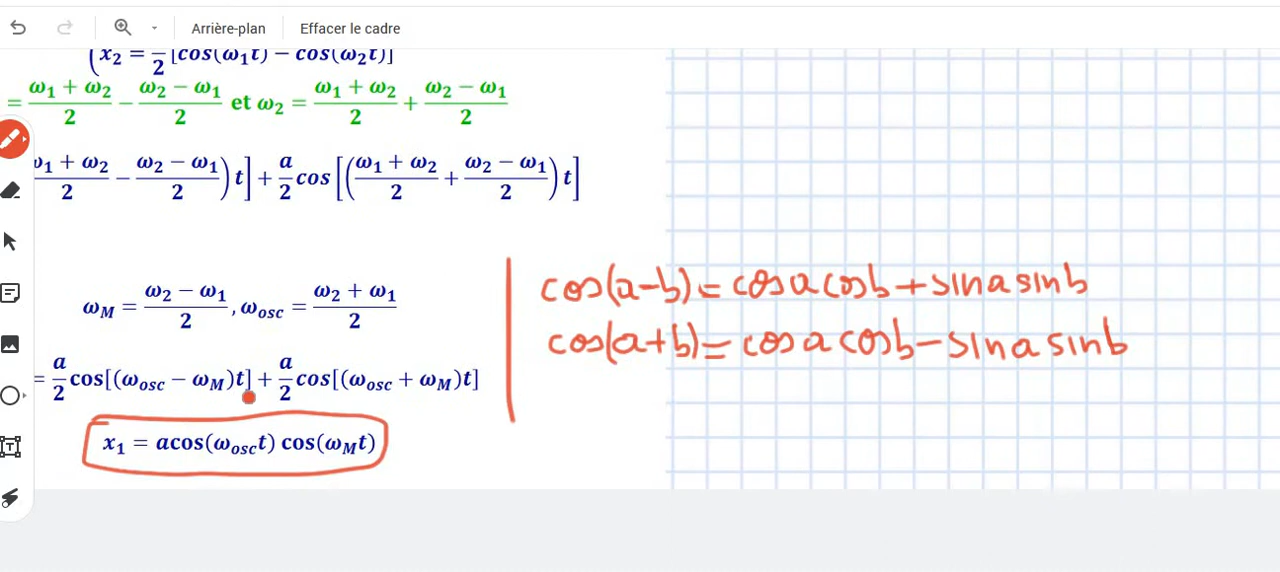 Arrière-plan Effacer le cadre
(x₂ = a/2 [cos(ω₁t) − cos(ω₂t)]
= (ω₁ + ω₂)/2 − (ω₂ − ω₁)/2 et ω₂ = (ω₁ + ω₂)/2 + (ω₂ − ω₁)/2
ω₁ + ω₂)/2 − (ω₂ − ω₁)/2) t] + a/2 cos [((ω₁ + ω₂)/2 + (ω₂ − ω₁)/2) t]
ω_M = (ω₂ − ω₁)/2 , ω_osc = (ω₂ + ω₁)/2
cos(a−b) = cos a cos b + sin a sin b
cos(a+b) = cos a cos b − sin a sin b
= a/2 cos[(ω_osc − ω_M)t] + a/2 cos[(ω_osc + ω_M)t]
x₁ = acos(ω_osc t) cos(ω_M t)